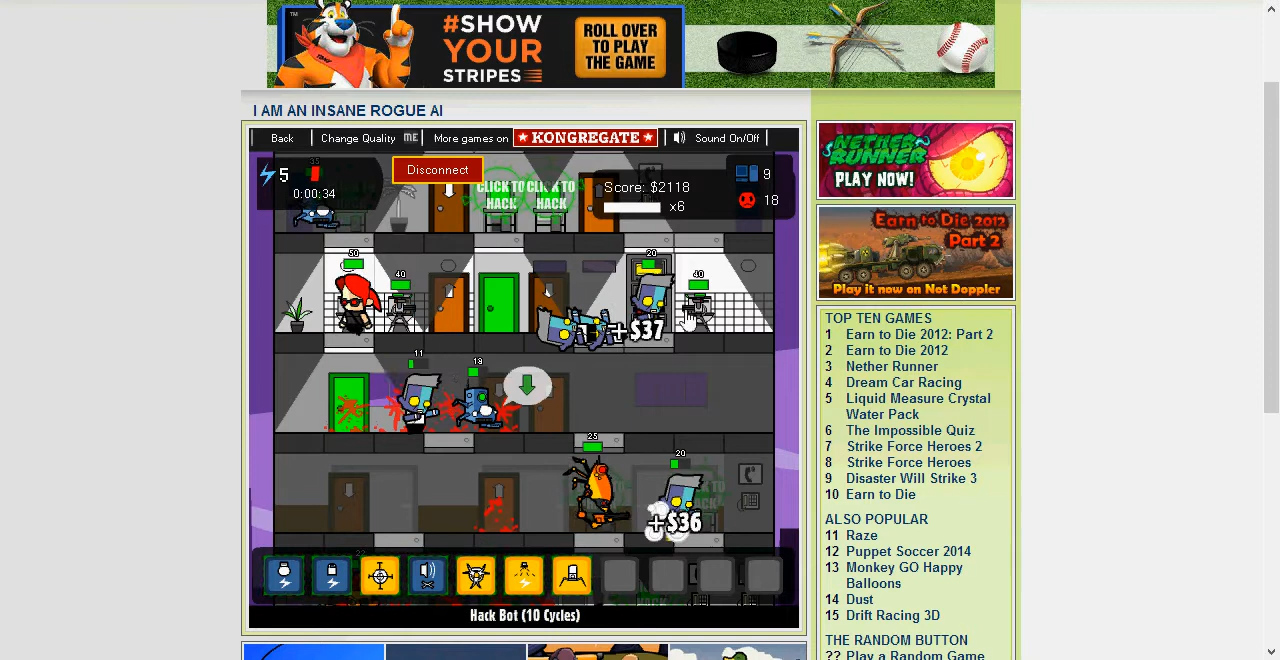 #SHOW
YOUR
STRIPES
ROLL OVER
TO PLAY
THE GAME
I AM AN INSANE ROGUE AI
Back
Change Quality ME
More games on KONGREGATE
Sound On/Off
5
35
0:00:34
Disconnect
CLICK TO
HACK
CLICK TO
HACK
Score: $2118
x6
9
18
50
40
20
40
+$37
11
19
25
20
+$36
22
Hack Bot (10 Cycles)
NETHER
RUNNER
PLAY NOW!
Earn to Die 2012
Part 2
Play it now on Not Doppler
TOP TEN GAMES
1 Earn to Die 2012: Part 2
2 Earn to Die 2012
3 Nether Runner
4 Dream Car Racing
5 Liquid Measure Crystal
Water Pack
6 The Impossible Quiz
7 Strike Force Heroes 2
8 Strike Force Heroes
9 Disaster Will Strike 3
10 Earn to Die
ALSO POPULAR
11 Raze
12 Puppet Soccer 2014
13 Monkey GO Happy
Balloons
14 Dust
15 Drift Racing 3D
THE RANDOM BUTTON
?? Play a Random Game